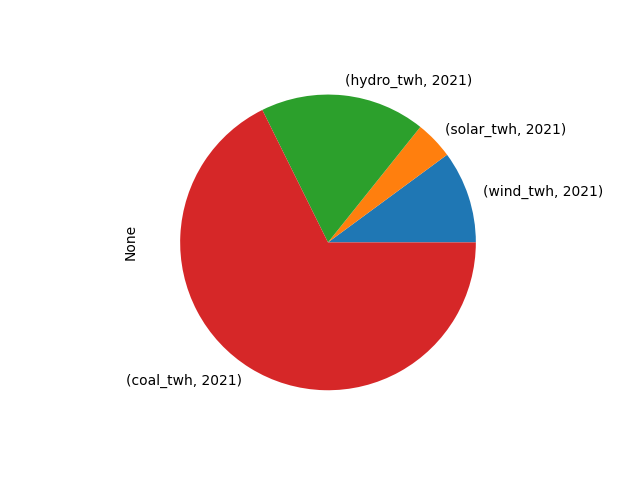 (hydro_twh, 2021)
(solar_twh, 2021)
(wind_twh, 2021)
None
(coal_twh, 2021)